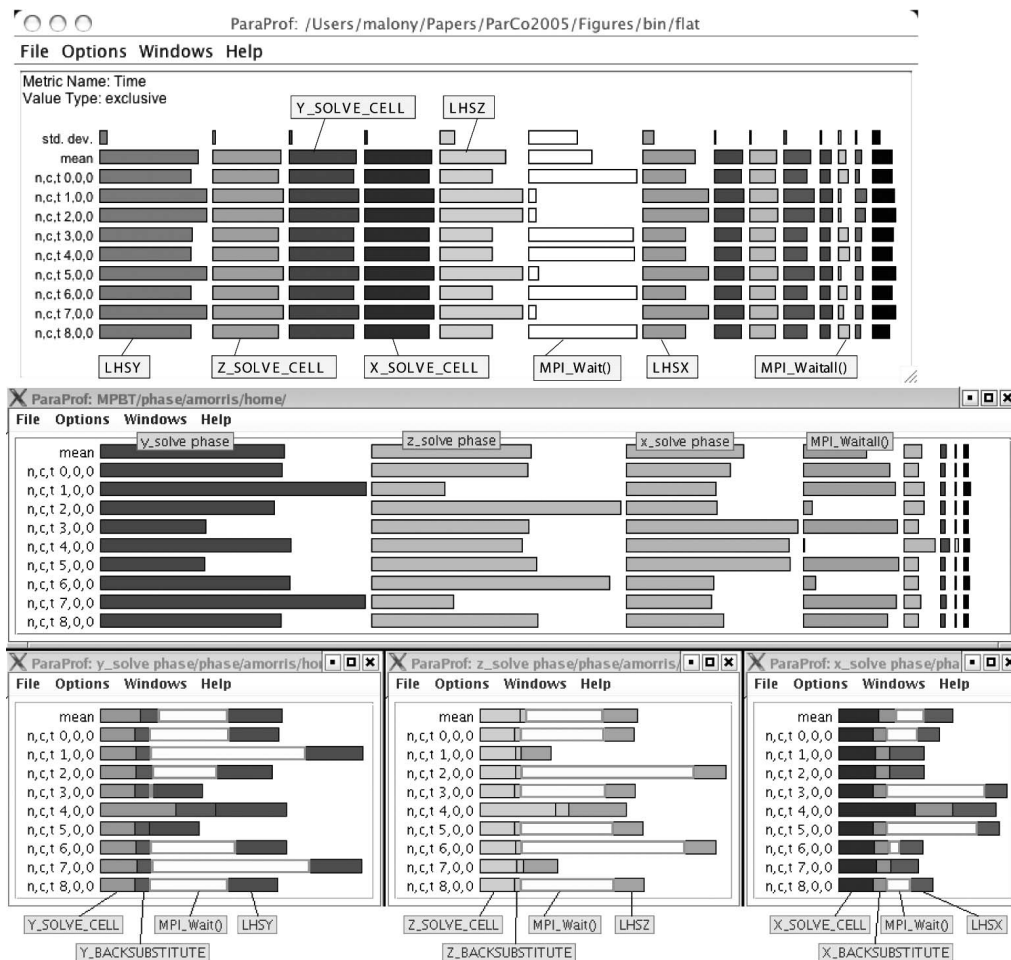 ParaProf: /Users/malony/Papers/ParCo2005/Figures/bin/flat
File Options Windows Help
Metric Name: Time
Value Type: exclusive
Y_SOLVE_CELL LHSZ
std. dev.
mean
n,c,t 0,0,0
n,c,t 1,0,0
n,c,t 2,0,0
n,c,t 3,0,0
n,c,t 4,0,0
n,c,t 5,0,0
n,c,t 6,0,0
n,c,t 7,0,0
n,c,t 8,0,0
LHSY Z_SOLVE_CELL X_SOLVE_CELL MPI_Wait() LHSX MPI_Waitall()
ParaProf: MPBT/phase/amorris/home/
File Options Windows Help
y_solve phase z_solve phase x_solve phase MPI_Waitall()
mean
n,c,t 0,0,0
n,c,t 1,0,0
n,c,t 2,0,0
n,c,t 3,0,0
n,c,t 4,0,0
n,c,t 5,0,0
n,c,t 6,0,0
n,c,t 7,0,0
n,c,t 8,0,0
ParaProf: y_solve phase/phase/amorris/hor
File Options Windows Help
mean
n,c,t 0,0,0
n,c,t 1,0,0
n,c,t 2,0,0
n,c,t 3,0,0
n,c,t 4,0,0
n,c,t 5,0,0
n,c,t 6,0,0
n,c,t 7,0,0
n,c,t 8,0,0
Y_SOLVE_CELL MPI_Wait() LHSY
Y_BACKSUBSTITUTE
ParaProf: z_solve phase/phase/amorris/
File Options Windows Help
mean
n,c,t 0,0,0
n,c,t 1,0,0
n,c,t 2,0,0
n,c,t 3,0,0
n,c,t 4,0,0
n,c,t 5,0,0
n,c,t 6,0,0
n,c,t 7,0,0
n,c,t 8,0,0
Z_SOLVE_CELL MPI_Wait() LHSZ
Z_BACKSUBSTITUTE
ParaProf: x_solve phase/pha
File Options Windows Help
mean
n,c,t 0,0,0
n,c,t 1,0,0
n,c,t 2,0,0
n,c,t 3,0,0
n,c,t 4,0,0
n,c,t 5,0,0
n,c,t 6,0,0
n,c,t 7,0,0
n,c,t 8,0,0
X_SOLVE_CELL MPI_Wait() LHSX
X_BACKSUBSTITUTE